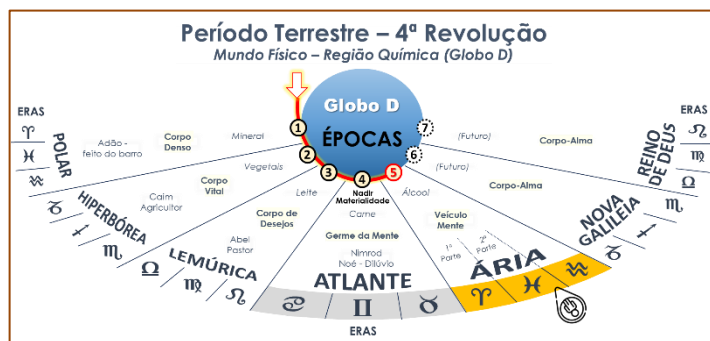 Período Terrestre – 4ª Revolução
Mundo Físico – Região Química (Globo D)
Globo D
ÉPOCAS
1
2
3
4
5
6
7
Nadir
Materialidade
ERAS
♈
♓
♒
POLAR
Adão -
feito do barro
Corpo
Denso
Mineral
♑
♐
♏
HIPERBÓREA
Caim
Agricultor
Corpo
Vital
Vegetais
♎
♍
♌
LEMÚRICA
Abel
Pastor
Corpo de
Desejos
Leite
Carne
Germe da Mente
Nimrod
Noé - Dilúvio
ATLANTE
♋
♊
♉
ERAS
Álcool
Veículo
Mente
1ª
Parte
2ª
Parte
ÁRIA
♈
♓
♒
(Futuro)
Corpo-Alma
NOVA
GALILEIA
♑
♐
♏
(Futuro)
Corpo-Alma
REINO
DE DEUS
♎
♍
♌
ERAS